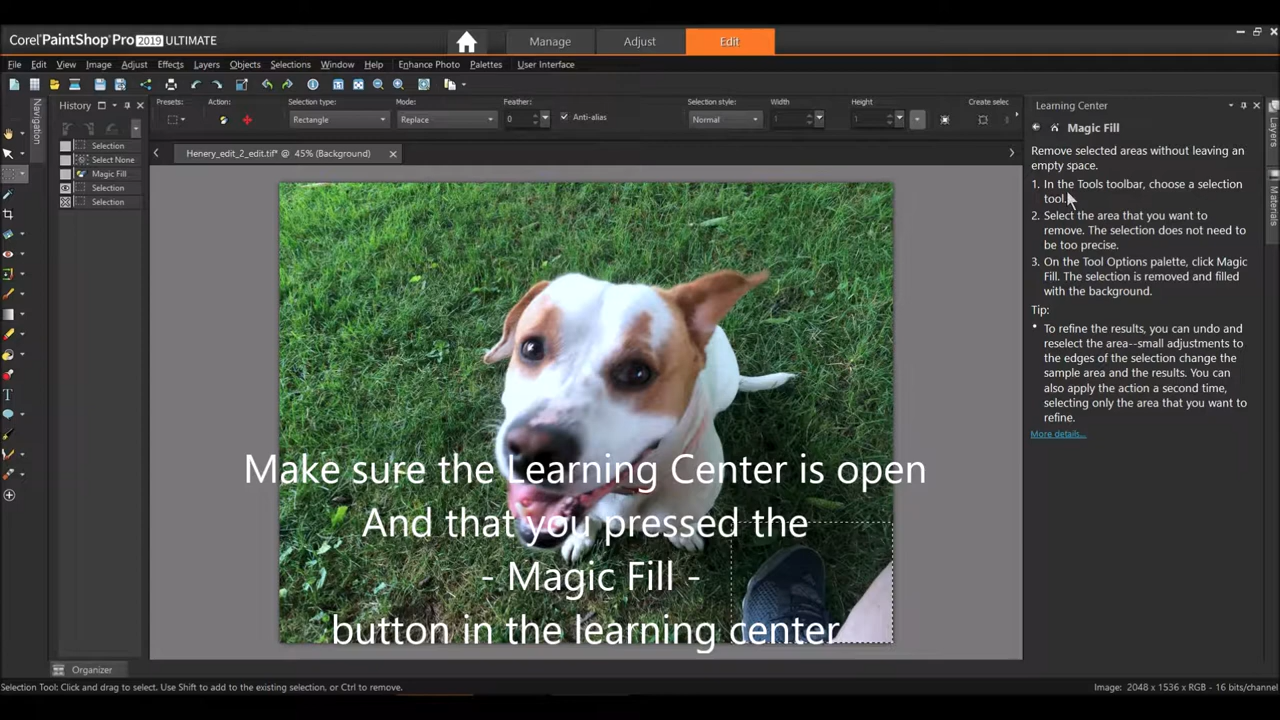 Corel PaintShop Pro 2019 ULTIMATE
Manage
Adjust
Edit
File Edit View Image Adjust Effects Layers Objects Selections Window Help Enhance Photo Palettes User Interface
Navigation
History
Selection
Select None
Magic Fill
Selection
Selection
Presets:
Action:
Selection type:
Rectangle
Mode:
Replace
Feather:
0
Anti-alias
Selection style:
Normal
Width
1
Height
1
Create selec
Henery_edit_2_edit.tif* @ 45% (Background)
Make sure the Learning Center is open
And that you pressed the
- Magic Fill -
button in the learning center
Learning Center
Magic Fill
Remove selected areas without leaving an
empty space.
1. In the Tools toolbar, choose a selection
tool.
2. Select the area that you want to
remove. The selection does not need to
be too precise.
3. On the Tool Options palette, click Magic
Fill. The selection is removed and filled
with the background.
Tip:
• To refine the results, you can undo and
reselect the area--small adjustments to
the edges of the selection change the
sample area and the results. You can
also apply the action a second time,
selecting only the area that you want to
refine.
More details...
Layers
Materials
Organizer
Selection Tool: Click and drag to select. Use Shift to add to the existing selection, or Ctrl to remove.
Image: 2048 x 1536 x RGB - 16 bits/channel